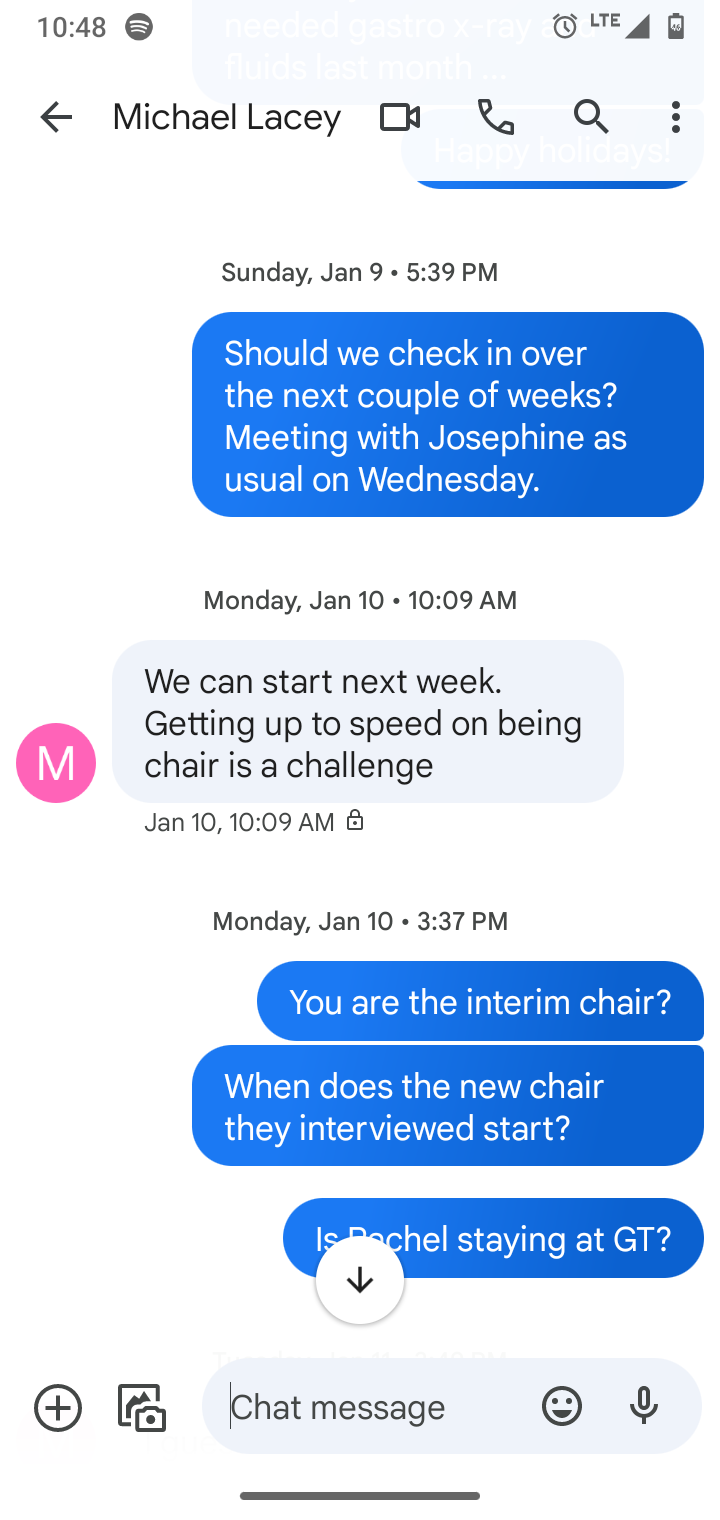 10:48 LTE 46
needed gastro x-ray and
fluids last month ...
Michael Lacey
Happy holidays!
Sunday, Jan 9 • 5:39 PM
Should we check in over
the next couple of weeks?
Meeting with Josephine as
usual on Wednesday.
Monday, Jan 10 • 10:09 AM
We can start next week.
Getting up to speed on being
chair is a challenge
M
Jan 10, 10:09 AM
Monday, Jan 10 • 3:37 PM
You are the interim chair?
When does the new chair
they interviewed start?
Is Rachel staying at GT?
Chat message